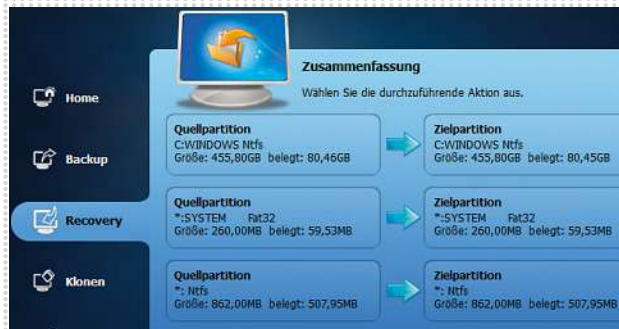 Zusammenfassung
Wählen Sie die durchzuführende Aktion aus.
Home
Backup
Recovery
Klonen
Quellpartition
C:WINDOWS Ntfs
Größe: 455,80GB belegt: 80,46GB
Zielpartition
C:WINDOWS Ntfs
Größe: 455,80GB belegt: 80,45GB
Quellpartition
*:SYSTEM Fat32
Größe: 260,00MB belegt: 59,53MB
Zielpartition
*:SYSTEM Fat32
Größe: 260,00MB belegt: 59,53MB
Quellpartition
*: Ntfs
Größe: 862,00MB belegt: 507,95MB
Zielpartition
*: Ntfs
Größe: 862,00MB belegt: 507,95MB